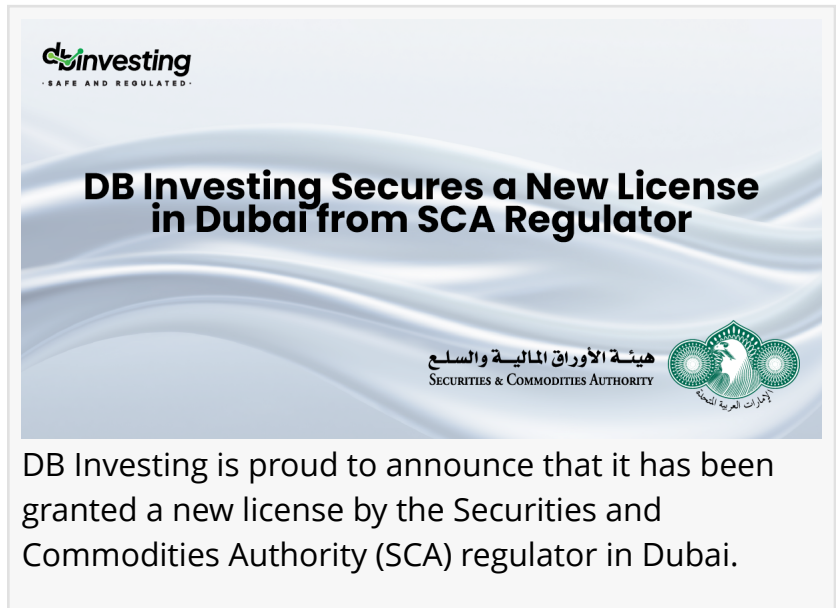 dbinvesting
· SAFE AND REGULATED ·
DB Investing Secures a New License
in Dubai from SCA Regulator
هيئـة الأوراق الماليـة والسلـع
SECURITIES & COMMODITIES AUTHORITY
الإمارات العربية المتحدة
DB Investing is proud to announce that it has been
granted a new license by the Securities and
Commodities Authority (SCA) regulator in Dubai.